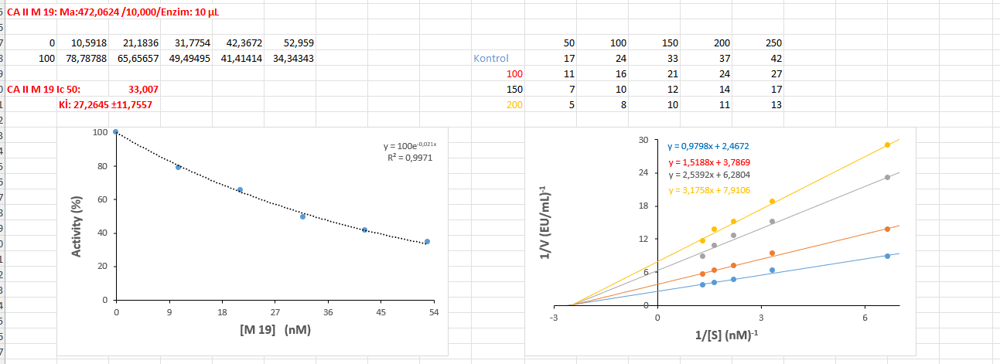 CA II M 19: Ma:472,0624 /10,000/Enzim: 10 µL
0 10,5918 21,1836 31,7754 42,3672 52,959
100 78,78788 65,65657 49,49495 41,41414 34,34343
CA II M 19 Ic 50: 33,007
Kİ: 27,2645 ±11,7557
50 100 150 200 250
Kontrol 17 24 33 37 42
100 11 16 21 24 27
150 7 10 12 14 17
200 5 8 10 11 13
y = 100e^-0,021x
R² = 0,9971
100
80
60
40
20
0
Activity (%)
0 9 18 27 36 45 54
[M 19] (nM)
y = 0,9798x + 2,4672
y = 1,5188x + 3,7869
y = 2,5392x + 6,2804
y = 3,1758x + 7,9106
30
24
18
12
6
0
1/V (EU/mL)⁻¹
-3 0 3 6
1/[S] (nM)⁻¹